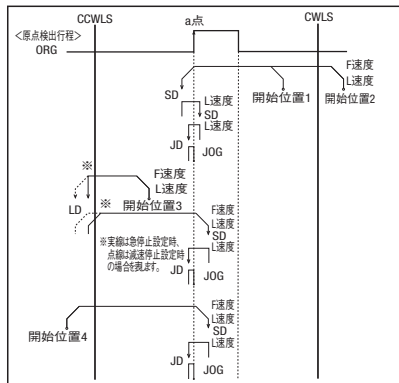 CCWLS
a点
CWLS
<原点検出行程>
ORG
F速度
L速度
SD
L速度
SD
開始位置1
開始位置2
L速度
JD
JOG
※
F速度
L速度
LD
※
開始位置3
F速度
L速度
SD
※実線は急停止設定時、
点線は減速停止設定時
の場合を表します。
L速度
JD
JOG
F速度
L速度
SD
開始位置4
L速度
JD
JOG